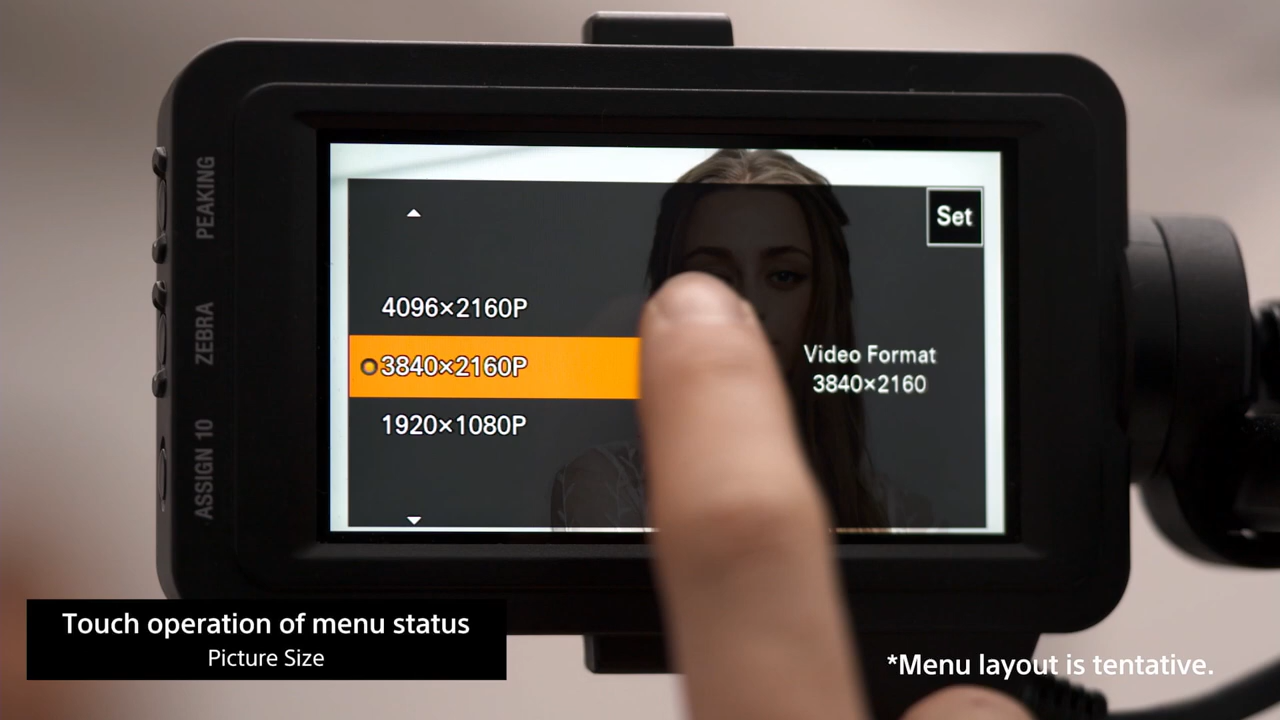 PEAKING
ZEBRA
ASSIGN 10
Set
4096×2160P
3840×2160P
1920×1080P
Video Format
3840×2160
Touch operation of menu status
Picture Size
*Menu layout is tentative.